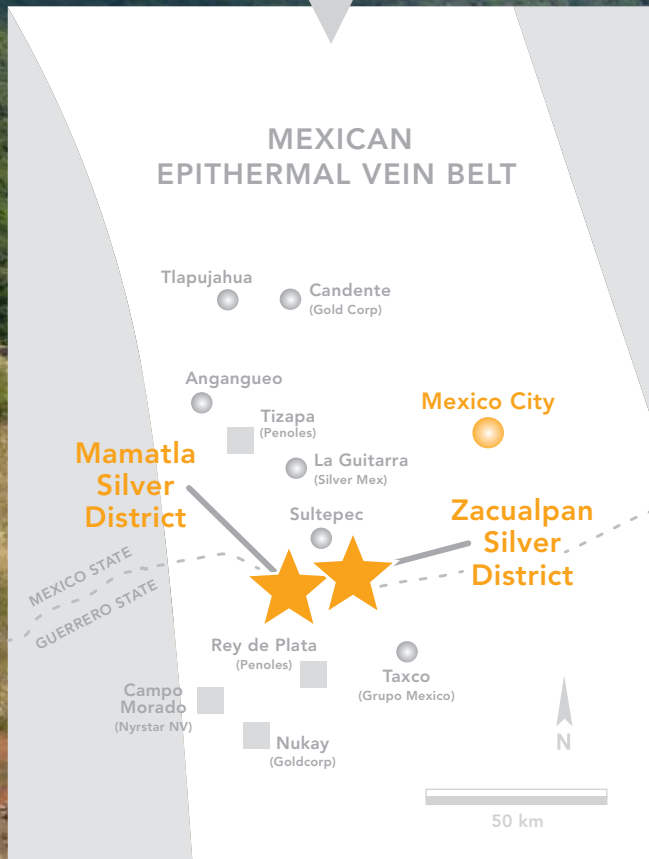 MEXICAN
EPITHERMAL VEIN BELT
Tlapujahua
Candente
(Gold Corp)
Angangueo
Tizapa
(Penoles)
Mexico City
La Guitarra
(Silver Mex)
Mamatla
Silver
District
Sultepec
Zacualpan
Silver
District
MEXICO STATE
GUERRERO STATE
Rey de Plata
(Penoles)
Taxco
(Grupo Mexico)
Campo
Morado
(Nyrstar NV)
Nukay
(Goldcorp)
N
50 km